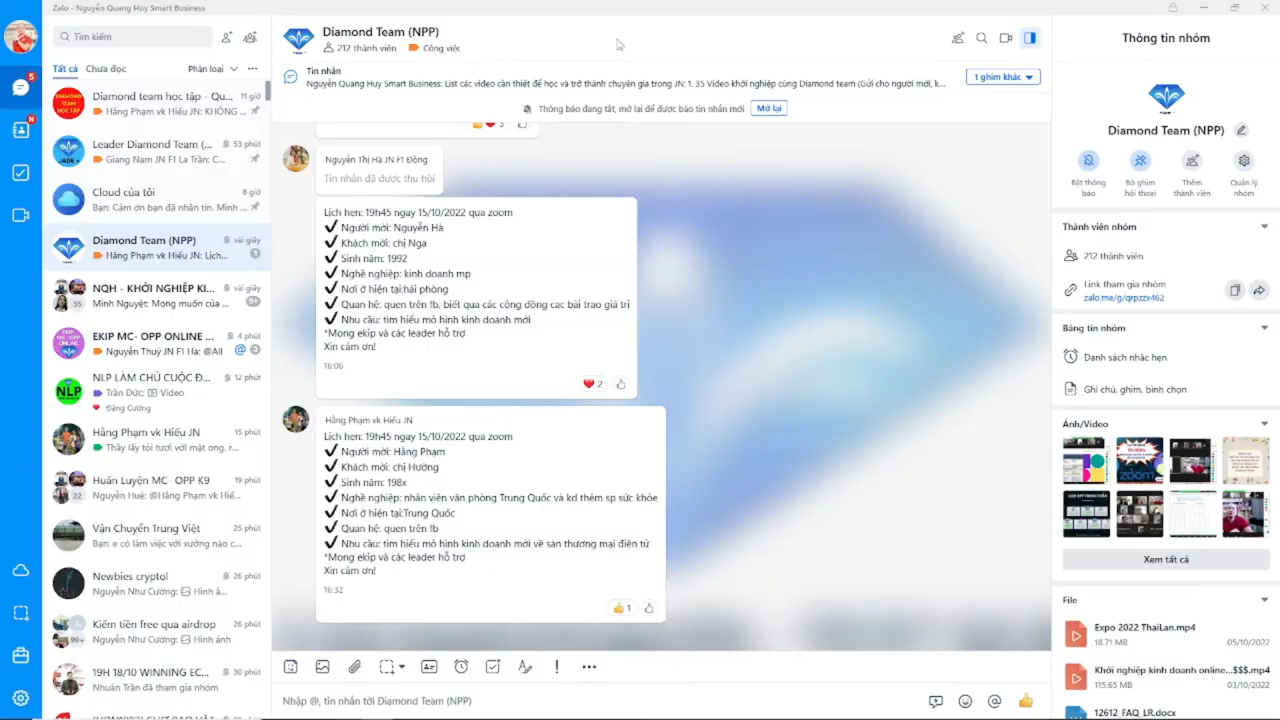 Zalo - Nguyễn Quang Huy Smart Business
Tìm kiếm
Tất cả Chưa đọc Phân loại
Diamond team học tập - Qu... 11 giờ
Hằng Phạm vk Hiếu JN: KHÔNG ...
Leader Diamond Team (... 53 phút
Giang Nam JN F1 La Trần: C...
Cloud của tôi 8 giờ
Bạn: Cảm ơn bạn đã nhắn tin. Mình ...
Diamond Team (NPP) vài giây
Hằng Phạm vk Hiếu JN: Lịch... 1
NQH - KHỞI NGHIỆP KI... vài giây
35 Minh Nguyệt: Mong muốn của ... 5+
EKIP MC- OPP ONLINE ... 4 phút
Nguyễn Thuý JN F1 Hà: @All @ 3
NLP LÀM CHỦ CUỘC Đ... 12 phút
Trần Đức: Video
Đặng Cường
Hằng Phạm vk Hiếu JN 15 phút
Thầy lấy tỏi tươi với mật ong. r...
Huấn Luyện MC- OPP K9 19 phút
22 Nguyễn Huệ: @Hằng Phạm vk Hiế...
Vận Chuyển Trung Việt 25 phút
Bạn: e có làm việc với xưởng nào c...
Newbies cryptol 26 phút
Nguyễn Như Cường: Hình ả...
Kiếm tiền free qua airdrop 26 phút
99+ Nguyễn Như Cường: Hình ảnh
19H 18/10 WINNING EC... 30 phút
Nhuân Trần đã tham gia nhóm
5
N
Diamond Team (NPP)
212 thành viên Công việc
Tin nhắn
Nguyễn Quang Huy Smart Business: List các video cần thiết để học và trở thành chuyên gia trong JN: 1. 35 Video khởi nghiệp cùng Diamond team (Gửi cho người mới, k...
1 ghim khác
Thông báo đang tắt, mở lại để được báo tin nhắn mới Mở lại
Nguyễn Thị Hà JN F1 Đông
Tin nhắn đã được thu hồi
Lịch hẹn: 19h45 ngày 15/10/2022 qua zoom
✔ Người mời: Nguyễn Hà
✔ Khách mời: chị Nga
✔ Sinh năm: 1992
✔ Nghề nghiệp: kinh doanh mp
✔ Nơi ở hiện tại:hải phòng
✔ Quan hệ: quen trên fb, biết qua các cộng đồng cac bài trao giá trị
✔ Nhu cầu: tìm hiểu mô hình kinh doanh mới
*Mong ekip và các leader hỗ trợ
Xin cảm ơn!
16:06
2
Hằng Phạm vk Hiếu JN
Lịch hẹn: 19h45 ngày 15/10/2022 qua zoom
✔ Người mời: Hằng Phạm
✔ Khách mời: chị Hường
✔ Sinh năm: 198x
✔ Nghề nghiệp: nhân viên văn phòng Trung Quốc và kd thêm sp sức khỏe
✔ Nơi ở hiện tại:Trung Quốc
✔ Quan hệ: quen trên fb
✔ Nhu cầu: tìm hiểu mô hình kinh doanh mới về sàn thương mại điện tử
*Mong ekip và các leader hỗ trợ
Xin cảm ơn!
16:32
1
Nhập @, tin nhắn tới Diamond Team (NPP)
Thông tin nhóm
Diamond Team (NPP)
Bật thông báo
Bỏ ghim hội thoại
Thêm thành viên
Quản lý nhóm
Thành viên nhóm
212 thành viên
Link tham gia nhóm
zalo.me/g/qrpzzx462
Bảng tin nhóm
Danh sách nhắc hẹn
Ghi chú, ghim, bình chọn
Ảnh/Video
Xem tất cả
File
Expo 2022 ThaiLan.mp4
18.71 MB 05/10/2022
Khởi nghiệp kinh doanh online...$$$.mp4
115.65 MB 03/10/2022
12612_FAQ_LR.docx